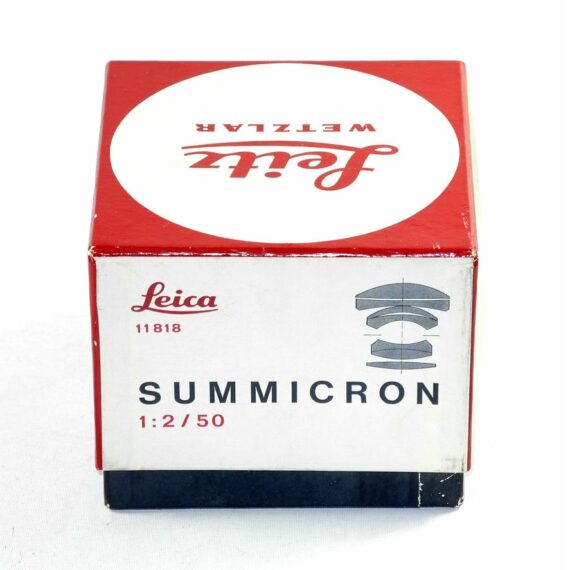 Leitz
WETZLAR
Leica
11818
SUMMICRON
1:2/50